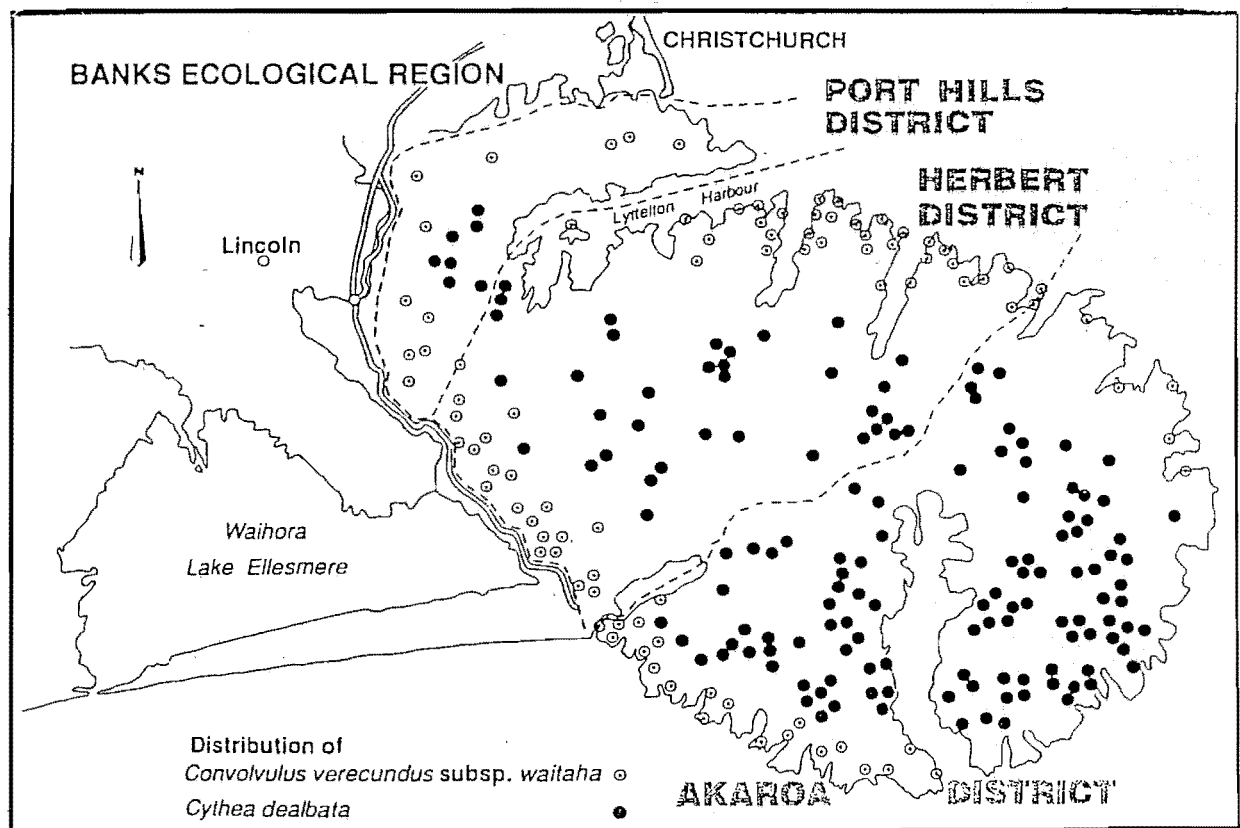 CHRISTCHURCH
BANKS ECOLOGICAL REGION
PORT HILLS
DISTRICT
HERBERT
DISTRICT
N
Lyttelton Harbour
Lincoln
Waihora
Lake Ellesmere
Distribution of
Convolvulus verecundus subsp. waitaha
Cythea dealbata
AKAROA DISTRICT